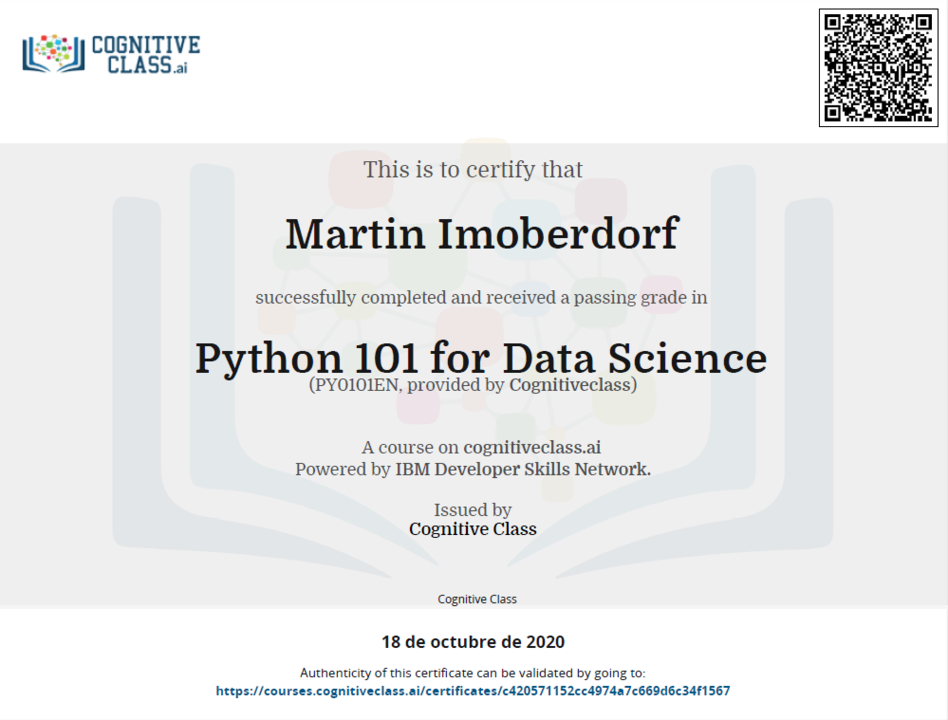 COGNITIVE
CLASS.ai
This is to certify that
Martin Imoberdorf
successfully completed and received a passing grade in
Python 101 for Data Science
(PY0101EN, provided by Cognitiveclass)
A course on cognitiveclass.ai
Powered by IBM Developer Skills Network.
Issued by
Cognitive Class
Cognitive Class
18 de octubre de 2020
Authenticity of this certificate can be validated by going to:
https://courses.cognitiveclass.ai/certificates/c420571152cc4974a7c669d6c34f1567